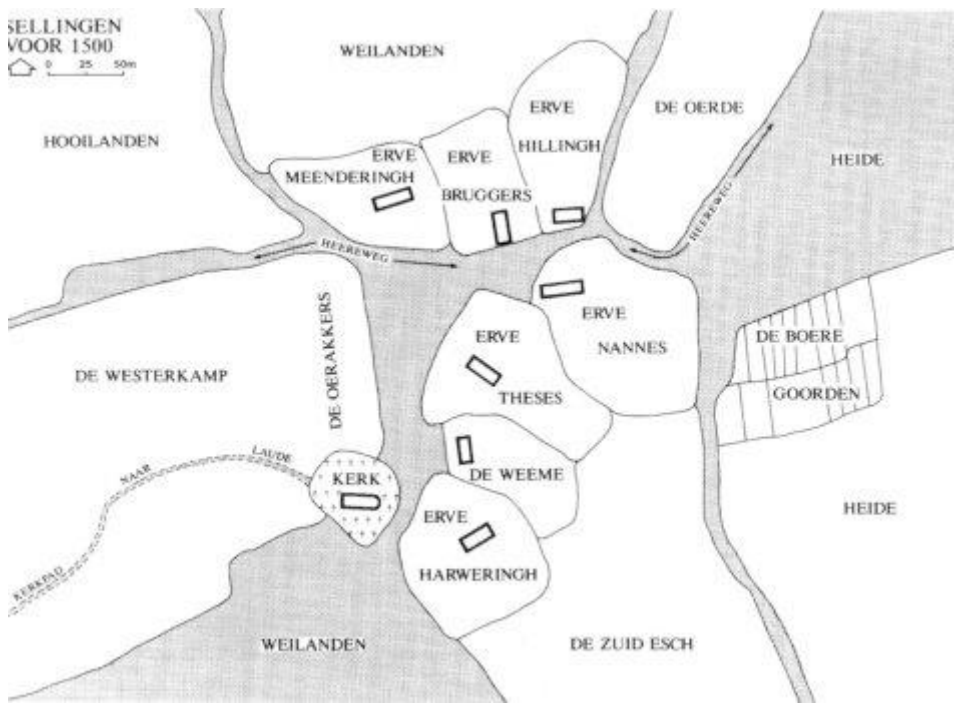 SELLINGEN
VOOR 1500
0 25 50m
WEILANDEN
HOOILANDEN
ERVE
MEENDERINGH
ERVE
BRUGGERS
ERVE
HILLINGH
DE OERDE
HEIDE
HEEREWEG
HEEREWEG
DE WESTERKAMP
DE OERAKKERS
ERVE
THESES
ERVE
NANNES
DE BOERE
GOORDEN
KERKPAD
NAAR
LAUDE
KERK
DE WEEME
ERVE
HARWERINGH
HEIDE
WEILANDEN
DE ZUID ESCH